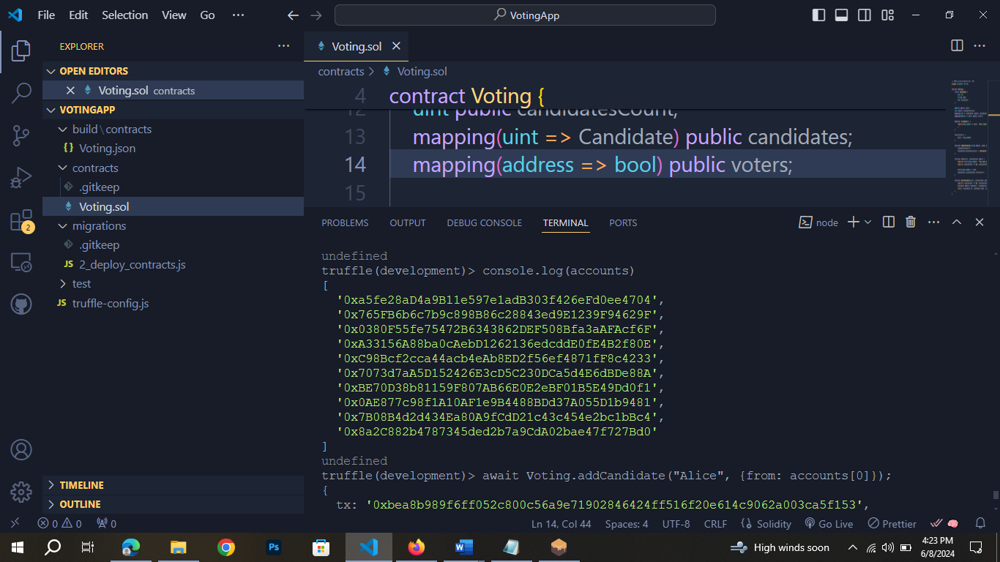 File Edit Selection View Go ··· VotingApp
EXPLORER ···
OPEN EDITORS
Voting.sol contracts
VOTINGAPP
build\contracts
{} Voting.json
contracts
.gitkeep
Voting.sol
migrations
.gitkeep
JS 2_deploy_contracts.js
test
JS truffle-config.js
TIMELINE
OUTLINE
2
Voting.sol
contracts > Voting.sol
4 contract Voting {
12 uint public candidatesCount;
13 mapping(uint => Candidate) public candidates;
14 mapping(address => bool) public voters;
15
PROBLEMS OUTPUT DEBUG CONSOLE TERMINAL PORTS node
undefined
truffle(development)> console.log(accounts)
[
'0xa5fe28aD4a9B11e597e1adB303f426eFd0ee4704',
'0x765FB6b6c7b9c898B86c28843ed9E1239F94629F',
'0x0380F55fe75472B6343862DEF508Bfa3aAFAcf6F',
'0xA33156A88ba0cAebD1262136edcddE0fE4B2f80E',
'0xC98Bcf2cca44acb4eAb8ED2f56ef4871fF8c4233',
'0x7073d7aA5D152426E3cD5C230DCa5d4E6dBDe88A',
'0xBE70D38b81159F807AB66E0E2eBF01B5E49Dd0f1',
'0x0AE877c98f1A10AF1e9B4488BDd37A055D1b9481',
'0x7B08B4d2d434Ea80A9fCdD21c43c454e2bc1bBc4',
'0x8a2C882b4787345ded2b7a9CdA02bae47f727Bd0'
]
undefined
truffle(development)> await Voting.addCandidate("Alice", {from: accounts[0]});
{
tx: '0xbea8b989f6ff052c800c56a9e71902846424ff516f20e614c9062a003ca5f153',
0 0 0 Ln 14, Col 44 Spaces: 4 UTF-8 CRLF {} Solidity Go Live Prettier
Ps High winds soon 4:23 PM
6/8/2024